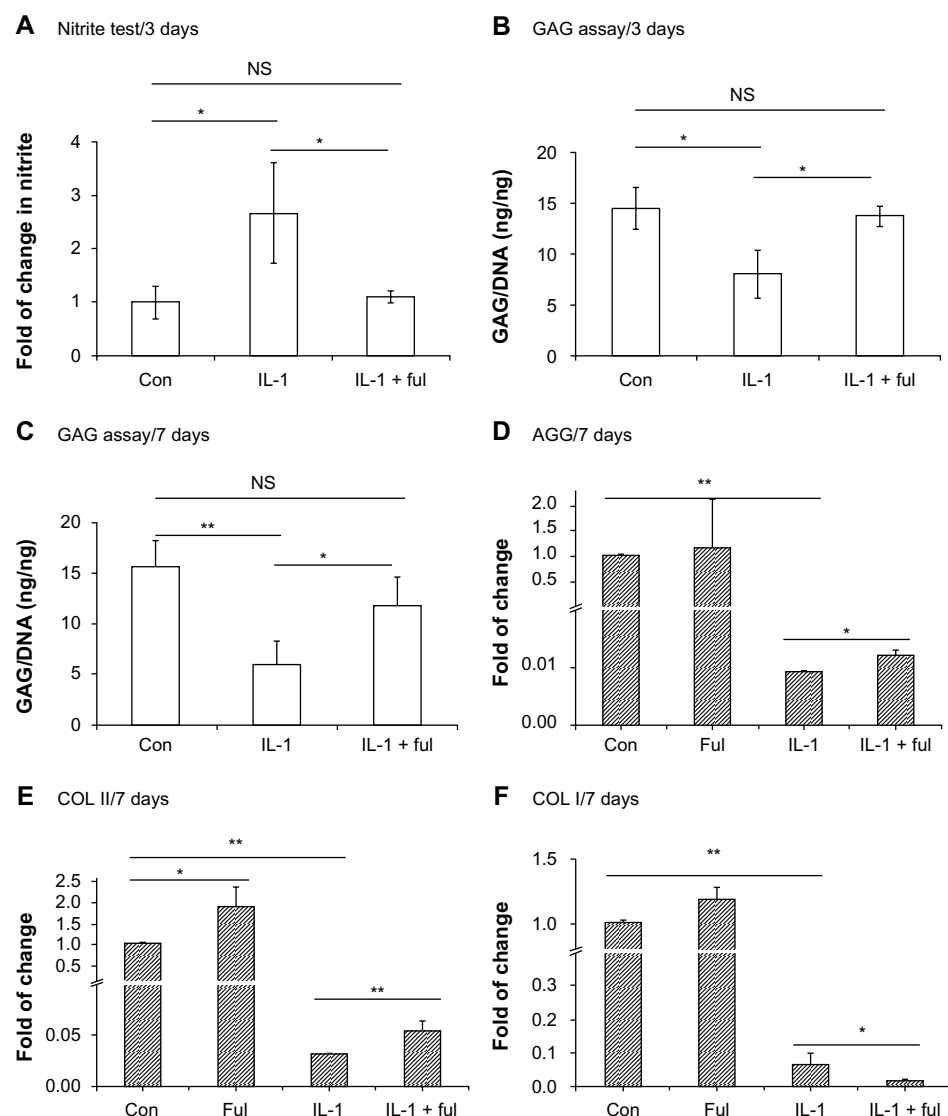 A Nitrite test/3 days
NS
*
*
Fold of change in nitrite
4
3
2
1
0
Con IL-1 IL-1 + ful
B GAG assay/3 days
NS
*
*
GAG/DNA (ng/ng)
20
15
10
5
0
Con IL-1 IL-1 + ful
C GAG assay/7 days
NS
**
*
GAG/DNA (ng/ng)
20
15
10
5
0
Con IL-1 IL-1 + ful
D AGG/7 days
**
*
Fold of change
2.0
1.5
1.0
0.5
0.01
0.00
Con Ful IL-1 IL-1 + ful
E COL II/7 days
**
*
**
Fold of change
2.5
2.0
1.5
1.0
0.5
0.05
0.00
Con Ful IL-1 IL-1 + ful
F COL I/7 days
**
*
Fold of change
1.5
1.0
0.3
0.2
0.1
0.0
Con Ful IL-1 IL-1 + ful